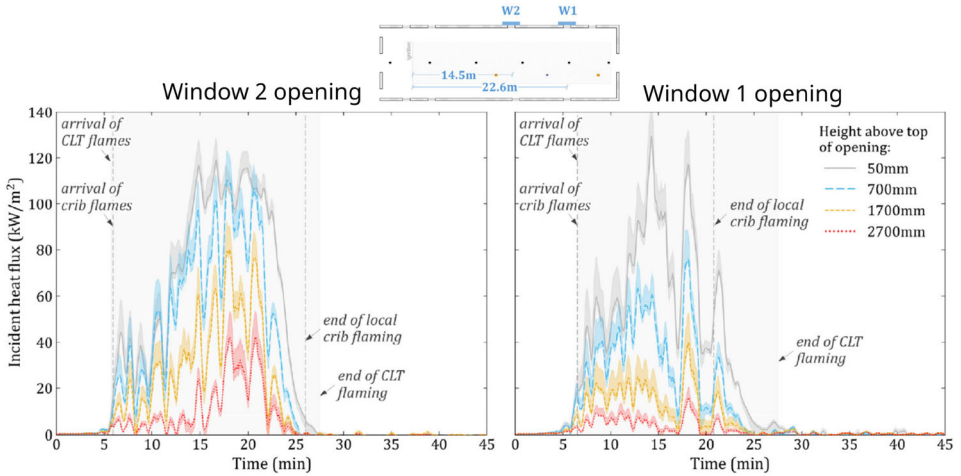 W2
W1
ignition
14.5m
22.6m
Window 2 opening
Window 1 opening
Incident heat flux (kW/m²)
140
120
100
80
60
40
20
0
arrival of
CLT flames
arrival of
crib flames
end of local
crib flaming
end of CLT
flaming
0
5
10
15
20
25
30
35
40
45
Time (min)
arrival of
CLT flames
arrival of
crib flames
end of local
crib flaming
end of CLT
flaming
Height above top
of opening:
50mm
700mm
1700mm
2700mm
0
5
10
15
20
25
30
35
40
45
Time (min)